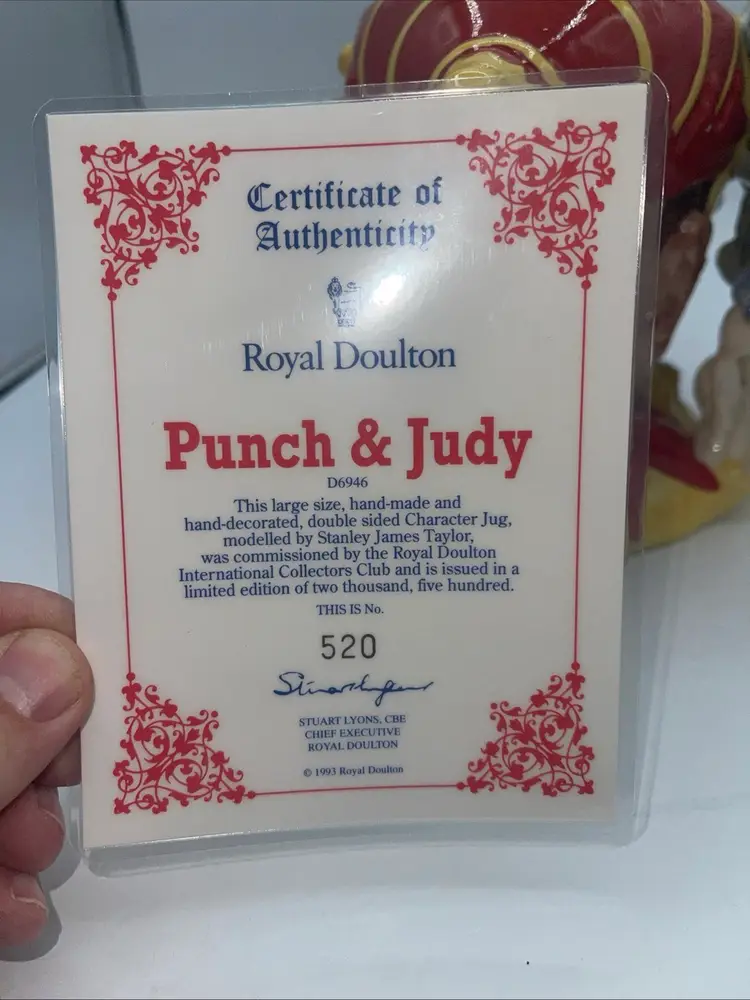 Certificate of
Authenticity
Royal Doulton
Punch & Judy
D6946
This large size, hand-made and
hand-decorated, double sided Character Jug,
modelled by Stanley James Taylor,
was commissioned by the Royal Doulton
International Collectors Club and is issued in a
limited edition of two thousand, five hundred.
THIS IS No.
520
Stuart Lyons
STUART LYONS, CBE
CHIEF EXECUTIVE
ROYAL DOULTON
© 1993 Royal Doulton